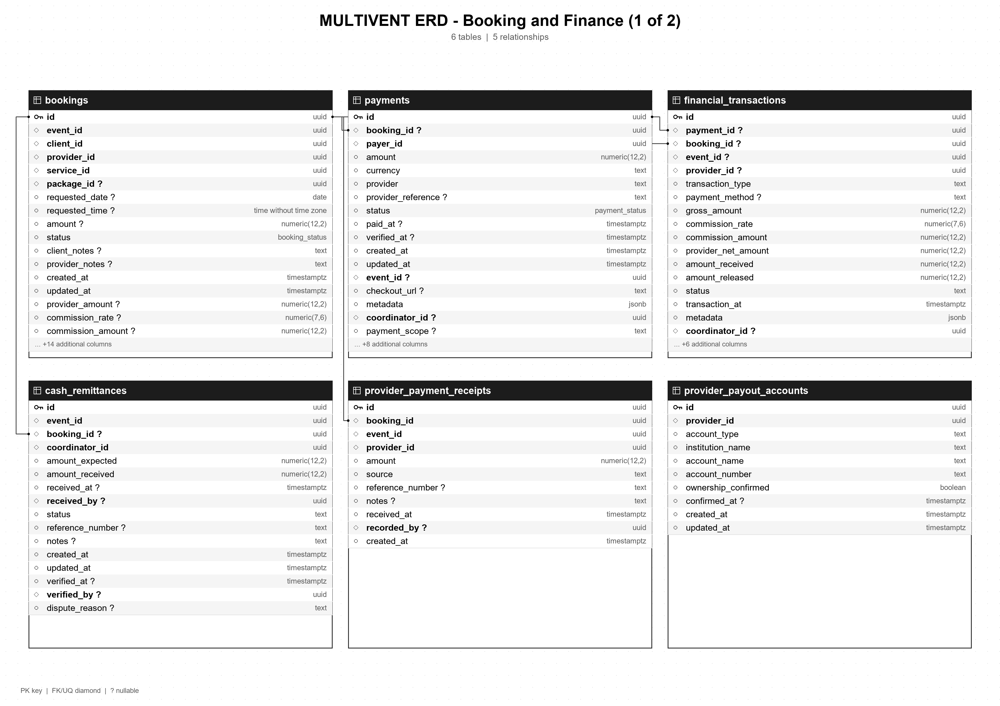 MULTIVENT ERD - Booking and Finance (1 of 2)
6 tables | 5 relationships
bookings
id uuid
event_id uuid
client_id uuid
provider_id uuid
service_id uuid
package_id ? uuid
requested_date ? date
requested_time ? time without time zone
amount ? numeric(12,2)
status booking_status
client_notes ? text
provider_notes ? text
created_at timestamptz
updated_at timestamptz
provider_amount ? numeric(12,2)
commission_rate ? numeric(7,6)
commission_amount ? numeric(12,2)
... +14 additional columns
payments
id uuid
booking_id ? uuid
payer_id uuid
amount numeric(12,2)
currency text
provider text
provider_reference ? text
status payment_status
paid_at ? timestamptz
verified_at ? timestamptz
created_at timestamptz
updated_at timestamptz
event_id ? uuid
checkout_url ? text
metadata jsonb
coordinator_id ? uuid
payment_scope ? text
... +8 additional columns
financial_transactions
id uuid
payment_id ? uuid
booking_id ? uuid
event_id ? uuid
provider_id ? uuid
transaction_type text
payment_method ? text
gross_amount numeric(12,2)
commission_rate numeric(7,6)
commission_amount numeric(12,2)
provider_net_amount numeric(12,2)
amount_received numeric(12,2)
amount_released numeric(12,2)
status text
transaction_at timestamptz
metadata jsonb
coordinator_id ? uuid
... +6 additional columns
cash_remittances
id uuid
event_id uuid
booking_id ? uuid
coordinator_id uuid
amount_expected numeric(12,2)
amount_received numeric(12,2)
received_at ? timestamptz
received_by ? uuid
status text
reference_number ? text
notes ? text
created_at timestamptz
updated_at timestamptz
verified_at ? timestamptz
verified_by ? uuid
dispute_reason ? text
provider_payment_receipts
id uuid
booking_id uuid
event_id uuid
provider_id uuid
amount numeric(12,2)
source text
reference_number ? text
notes ? text
received_at timestamptz
recorded_by ? uuid
created_at timestamptz
provider_payout_accounts
id uuid
provider_id uuid
account_type text
institution_name text
account_name text
account_number text
ownership_confirmed boolean
confirmed_at ? timestamptz
created_at timestamptz
updated_at timestamptz
PK key | FK/UQ diamond | ? nullable